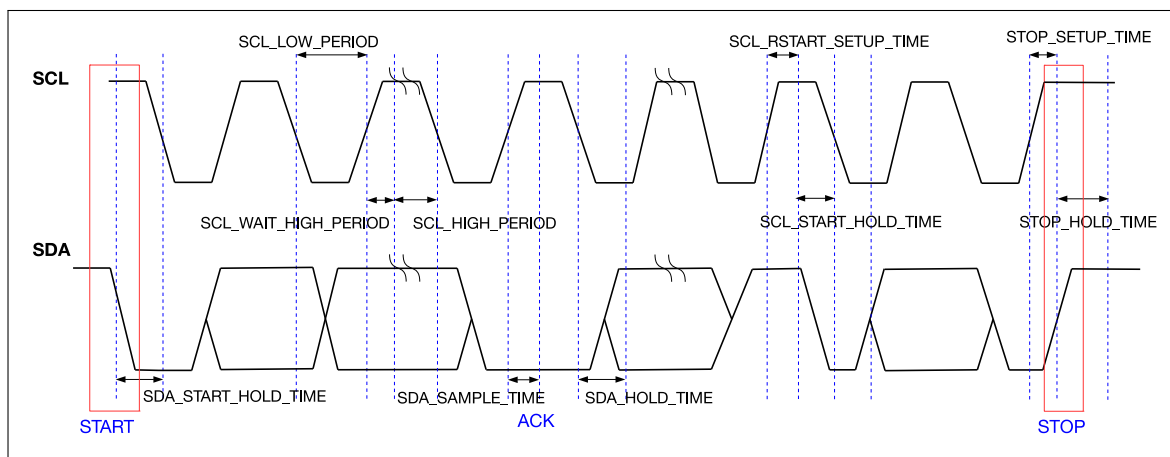 SCL_LOW_PERIOD
SCL_RSTART_SETUP_TIME
STOP_SETUP_TIME
SCL
SCL_WAIT_HIGH_PERIOD
SCL_HIGH_PERIOD
SCL_START_HOLD_TIME
STOP_HOLD_TIME
SDA
SDA_START_HOLD_TIME
SDA_SAMPLE_TIME
SDA_HOLD_TIME
START
ACK
STOP